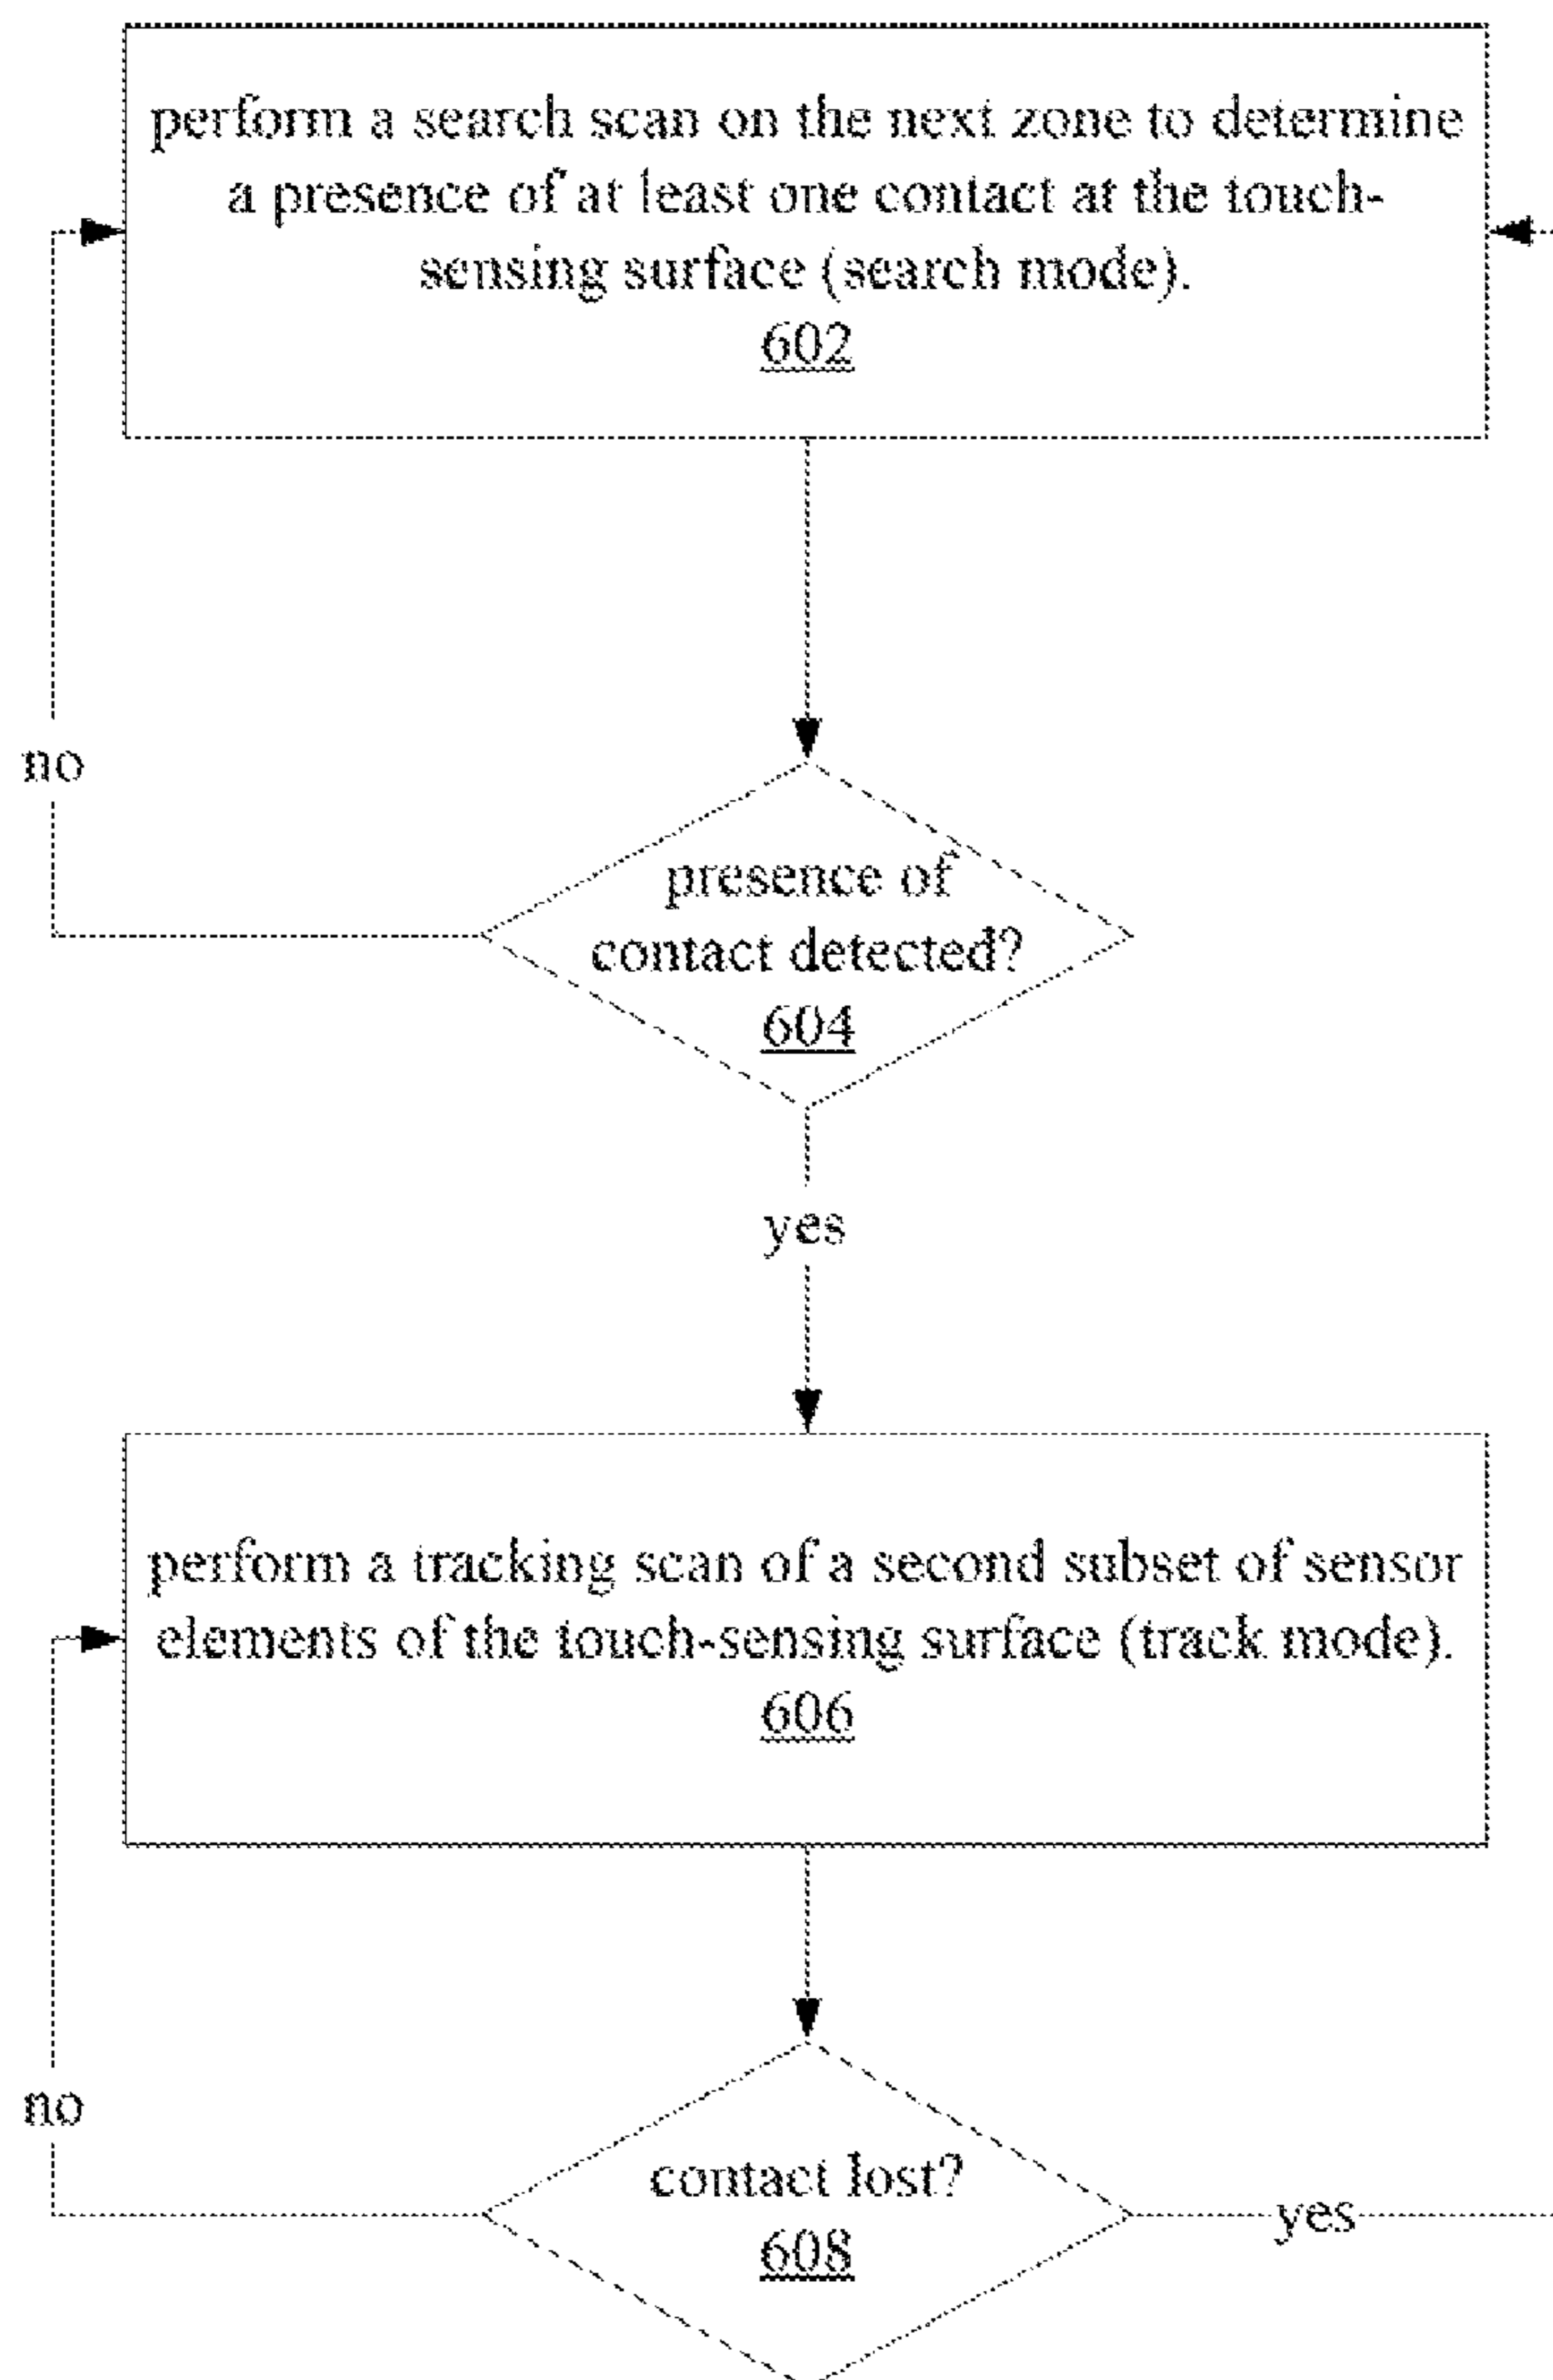 perform a search scan on the next zone to determine
a presence of at least one contact at the touch-
sensing surface (search mode).
602
no
presence of
contact detected?
604
yes
perform a tracking scan of a second subset of sensor
elements of the touch-sensing surface (track mode).
606
no
contact lost?
608
yes